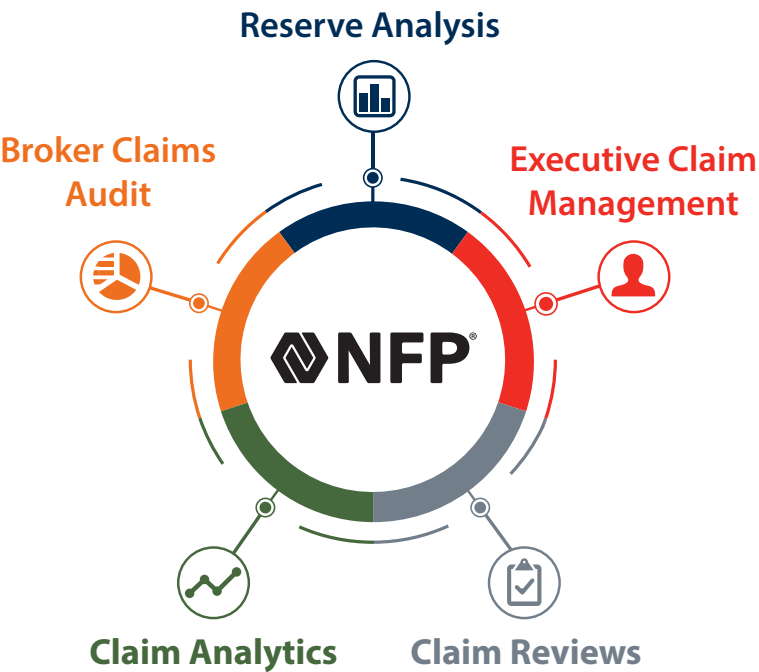 Reserve Analysis
Broker Claims
Audit
Executive Claim
Management
NFP®
Claim Analytics
Claim Reviews